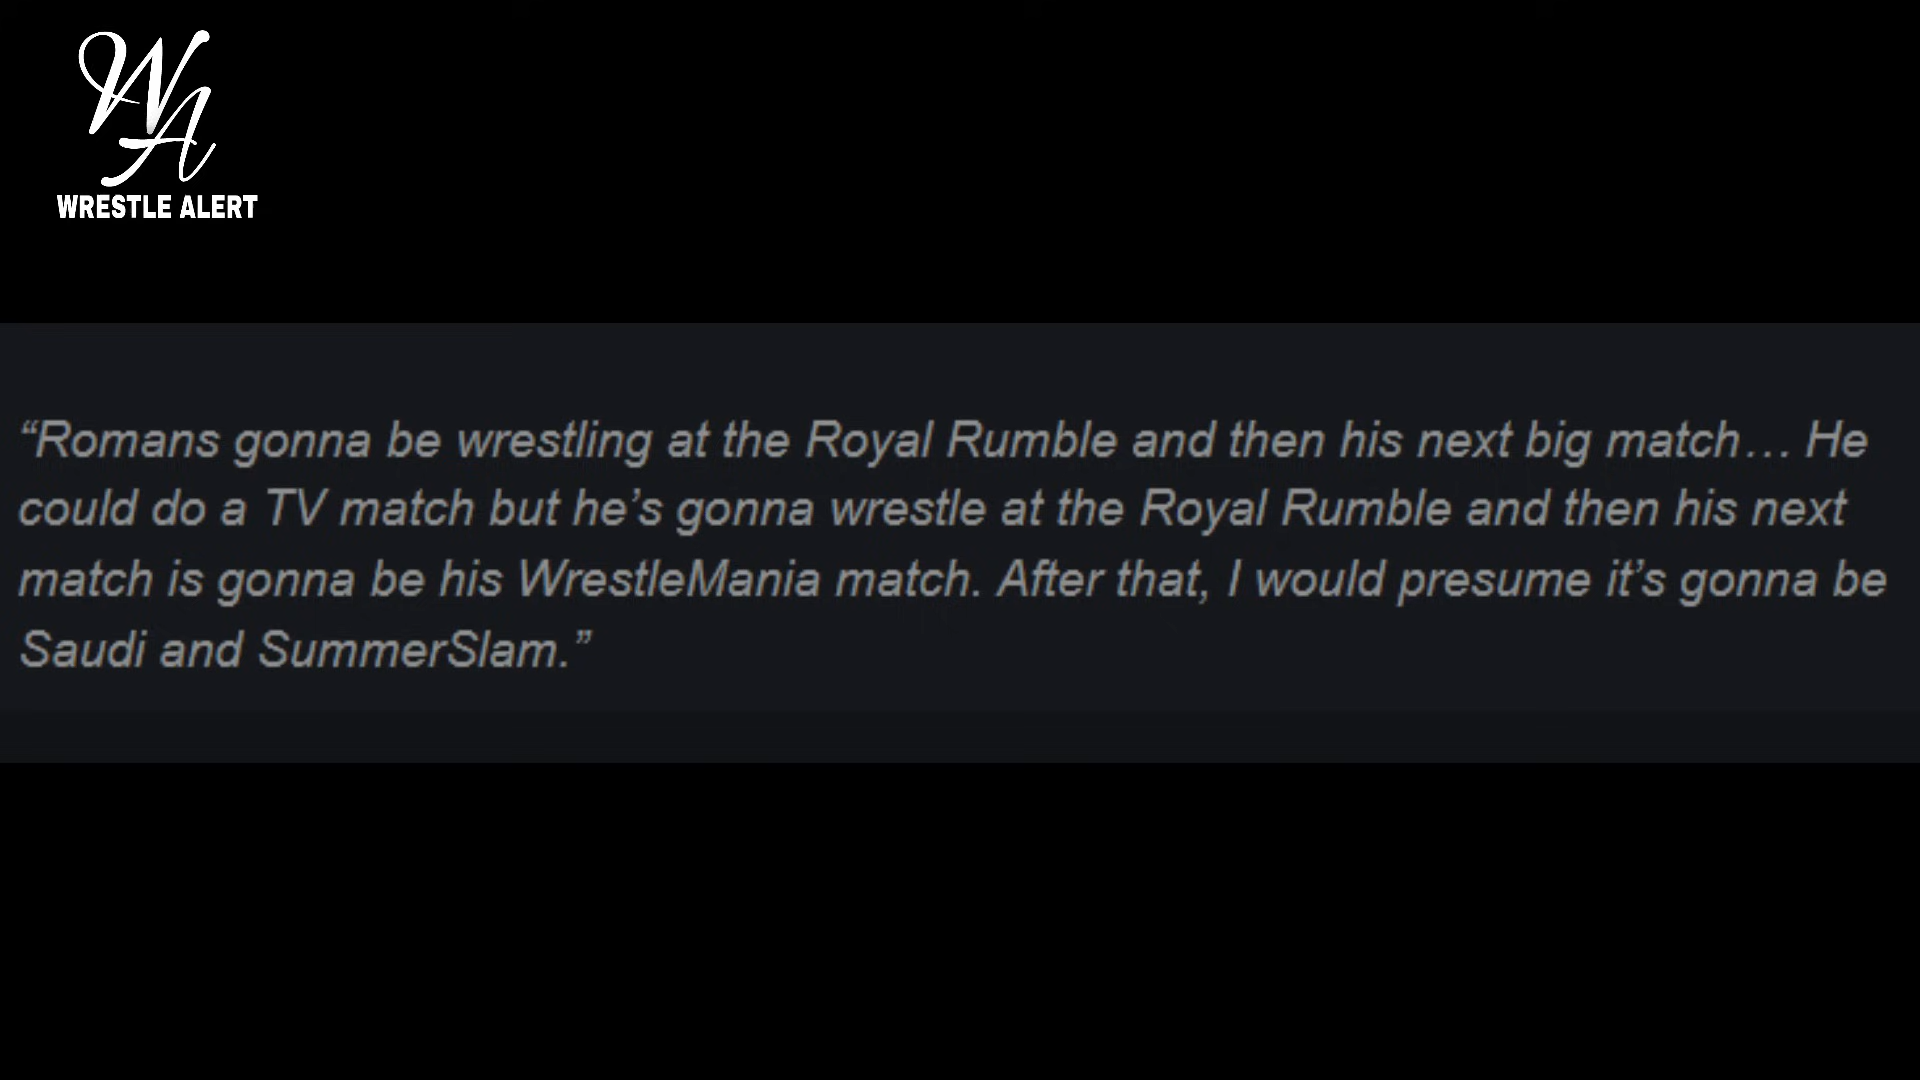 WA
WRESTLE ALERT
“Romans gonna be wrestling at the Royal Rumble and then his next big match… He
could do a TV match but he’s gonna wrestle at the Royal Rumble and then his next
match is gonna be his WrestleMania match. After that, I would presume it’s gonna be
Saudi and SummerSlam.”